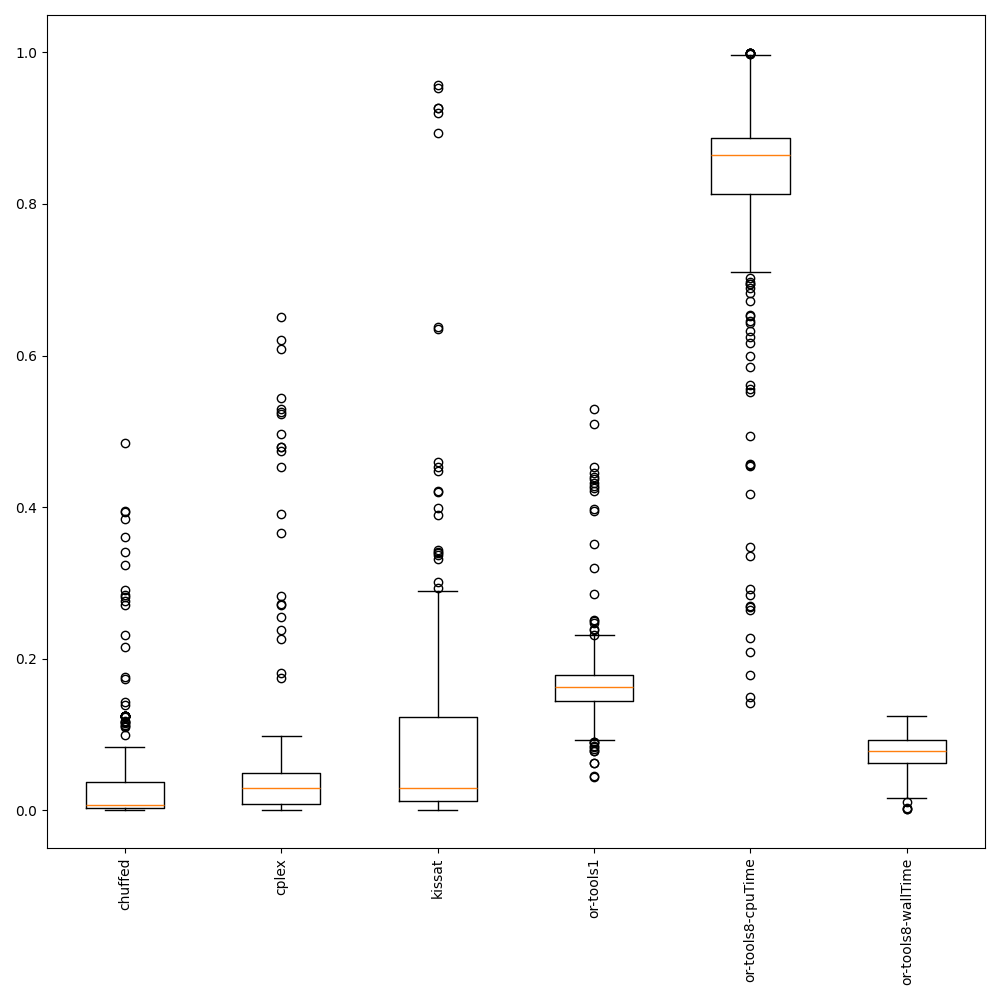 1.0
0.8
0.6
0.4
0.2
0.0
chuffed
cplex
kissat
or-tools1
or-tools8-cpuTime
or-tools8-wallTime